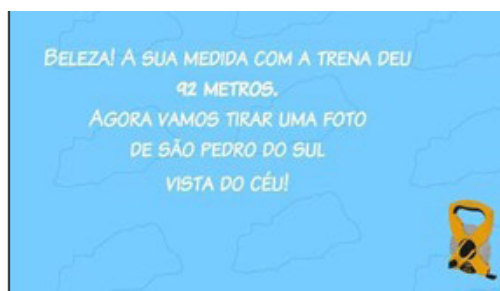 BELEZA! A SUA MEDIDA COM A TRENA DEU
92 METROS.
AGORA VAMOS TIRAR UMA FOTO
DE SÃO PEDRO DO SUL
VISTA DO CÉU!